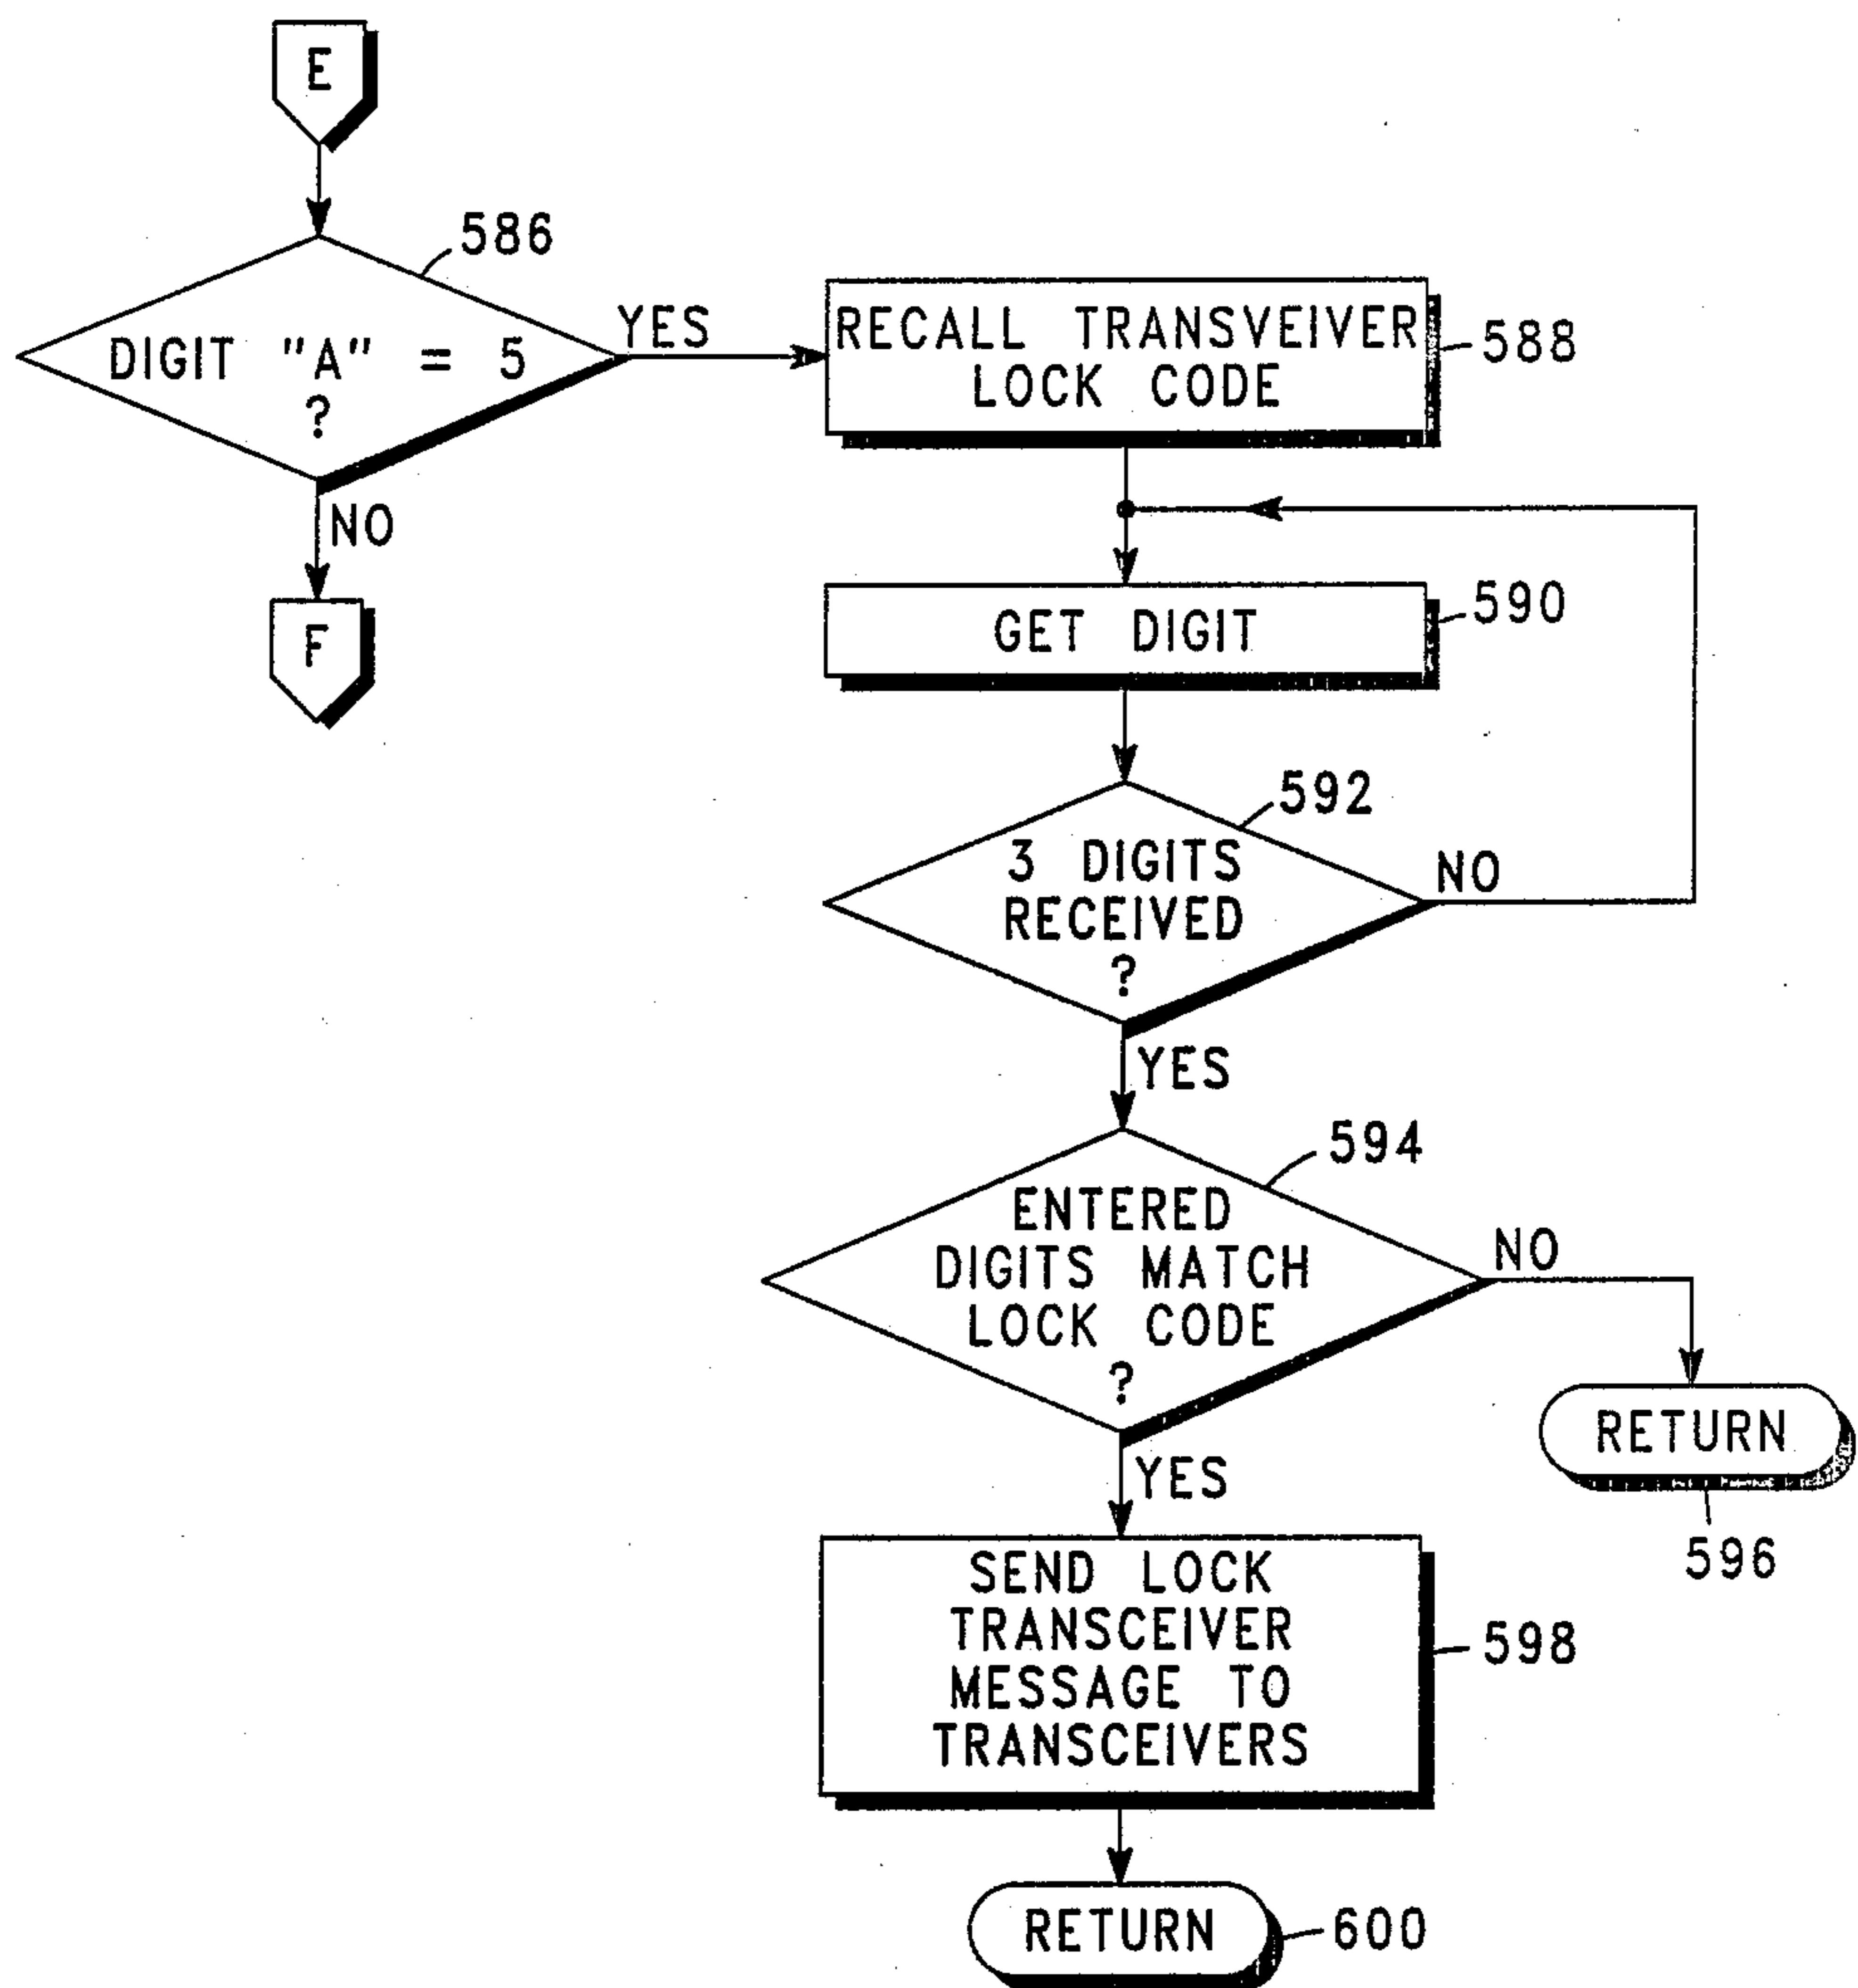 E
586
DIGIT "A" = 5
?
YES
NO
F
RECALL TRANSVEIVER
LOCK CODE
588
GET DIGIT
590
592
3 DIGITS
RECEIVED
?
NO
YES
594
ENTERED
DIGITS MATCH
LOCK CODE
?
NO
RETURN
596
YES
SEND LOCK
TRANSCEIVER
MESSAGE TO
TRANSCEIVERS
598
RETURN
600